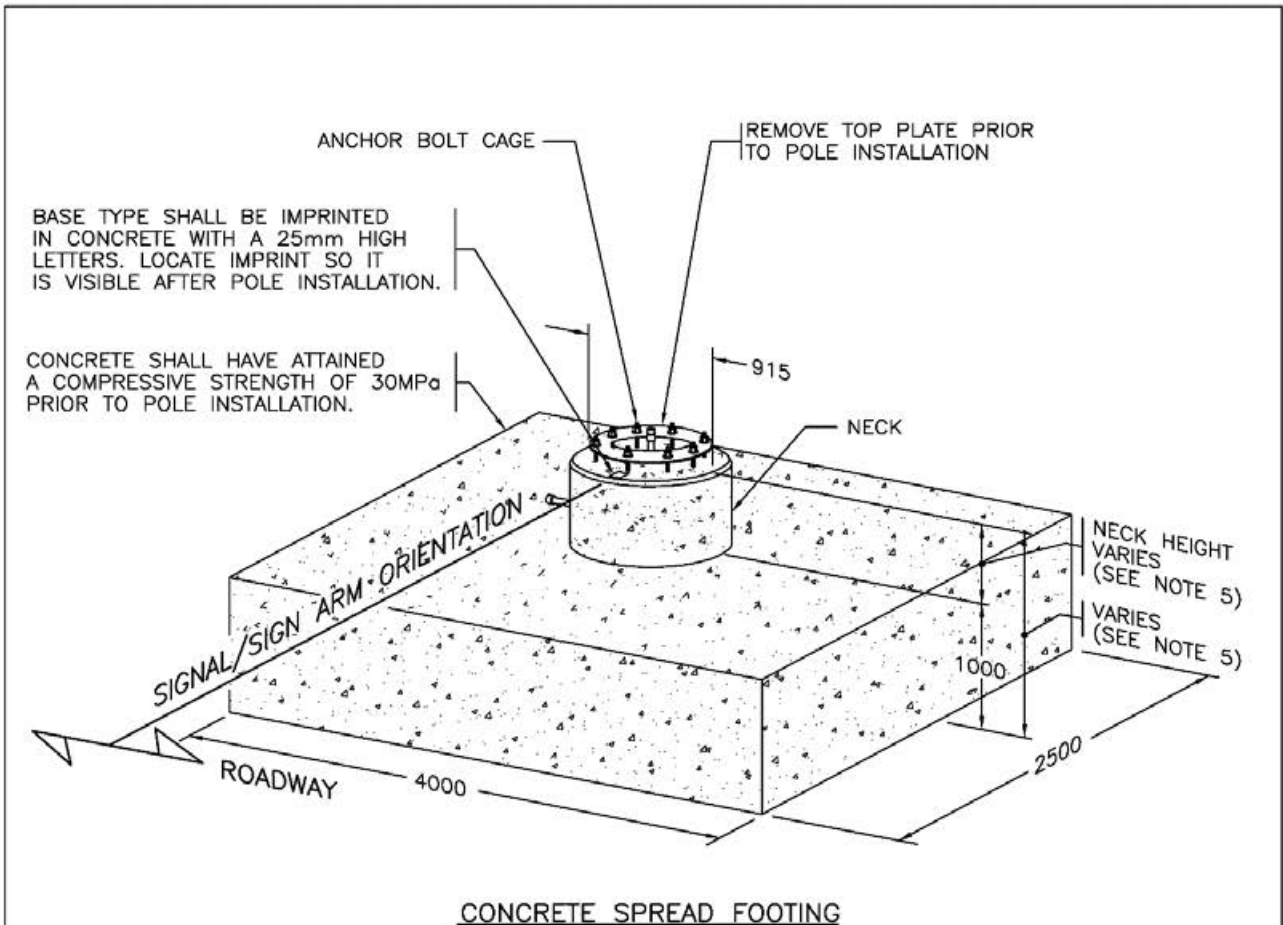 ANCHOR BOLT CAGE
REMOVE TOP PLATE PRIOR
TO POLE INSTALLATION
BASE TYPE SHALL BE IMPRINTED
IN CONCRETE WITH A 25mm HIGH
LETTERS. LOCATE IMPRINT SO IT
IS VISIBLE AFTER POLE INSTALLATION.
CONCRETE SHALL HAVE ATTAINED
A COMPRESSIVE STRENGTH OF 30MPa
PRIOR TO POLE INSTALLATION.
915
NECK
SIGNAL/SIGN ARM ORIENTATION
NECK HEIGHT
VARIES
(SEE NOTE 5)
VARIES
(SEE NOTE 5)
1000
2500
4000
ROADWAY
CONCRETE SPREAD FOOTING